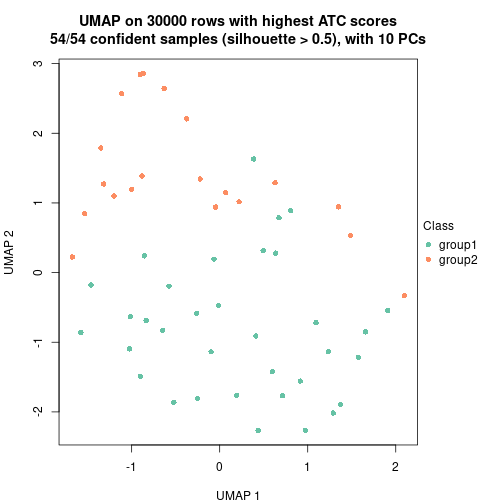 UMAP on 30000 rows with highest ATC scores
54/54 confident samples (silhouette > 0.5), with 10 PCs
3
2
1
0
-1
-2
UMAP 2
-1
0
1
2
UMAP 1
Class
group1
group2